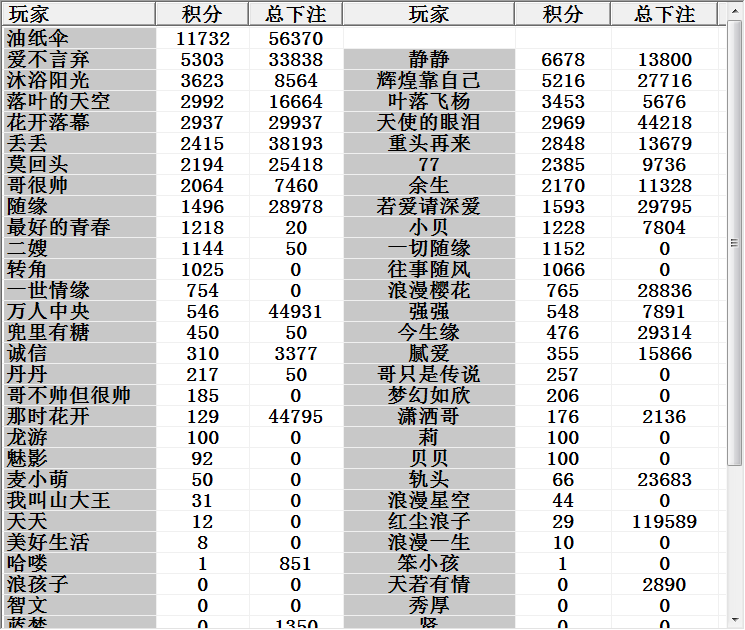 玩家 积分 总下注 玩家 积分 总下注
油纸伞 11732 56370
爱不言弃 5303 33838 静静 6678 13800
沐浴阳光 3623 8564 辉煌靠自己 5216 27716
落叶的天空 2992 16664 叶落飞杨 3453 5676
花开落幕 2937 29937 天使的眼泪 2969 44218
丢丢 2415 38193 重头再来 2848 13679
莫回头 2194 25418 77 2385 9736
哥很帅 2064 7460 余生 2170 11328
随缘 1496 28978 若爱请深爱 1593 29795
最好的青春 1218 20 小贝 1228 7804
二嫂 1144 50 一切随缘 1152 0
转角 1025 0 往事随风 1066 0
一世情缘 754 0 浪漫樱花 765 28836
万人中央 546 44931 强强 548 7891
兜里有糖 450 50 今生缘 476 29314
诚信 310 3377 腻爱 355 15866
丹丹 217 50 哥只是传说 257 0
哥不帅但很帅 185 0 梦幻如欣 206 0
那时花开 129 44795 潇洒哥 176 2136
龙游 100 0 莉 100 0
魅影 92 0 贝贝 100 0
麦小萌 50 0 轨头 66 23683
我叫山大王 31 0 浪漫星空 44 0
天天 12 0 红尘浪子 29 119589
美好生活 8 0 浪漫一生 10 0
哈喽 1 851 笨小孩 1 0
浪孩子 0 0 天若有情 0 2890
智文 0 0 秀厚 0 0
蓝梦 0 1350 贤 0 0